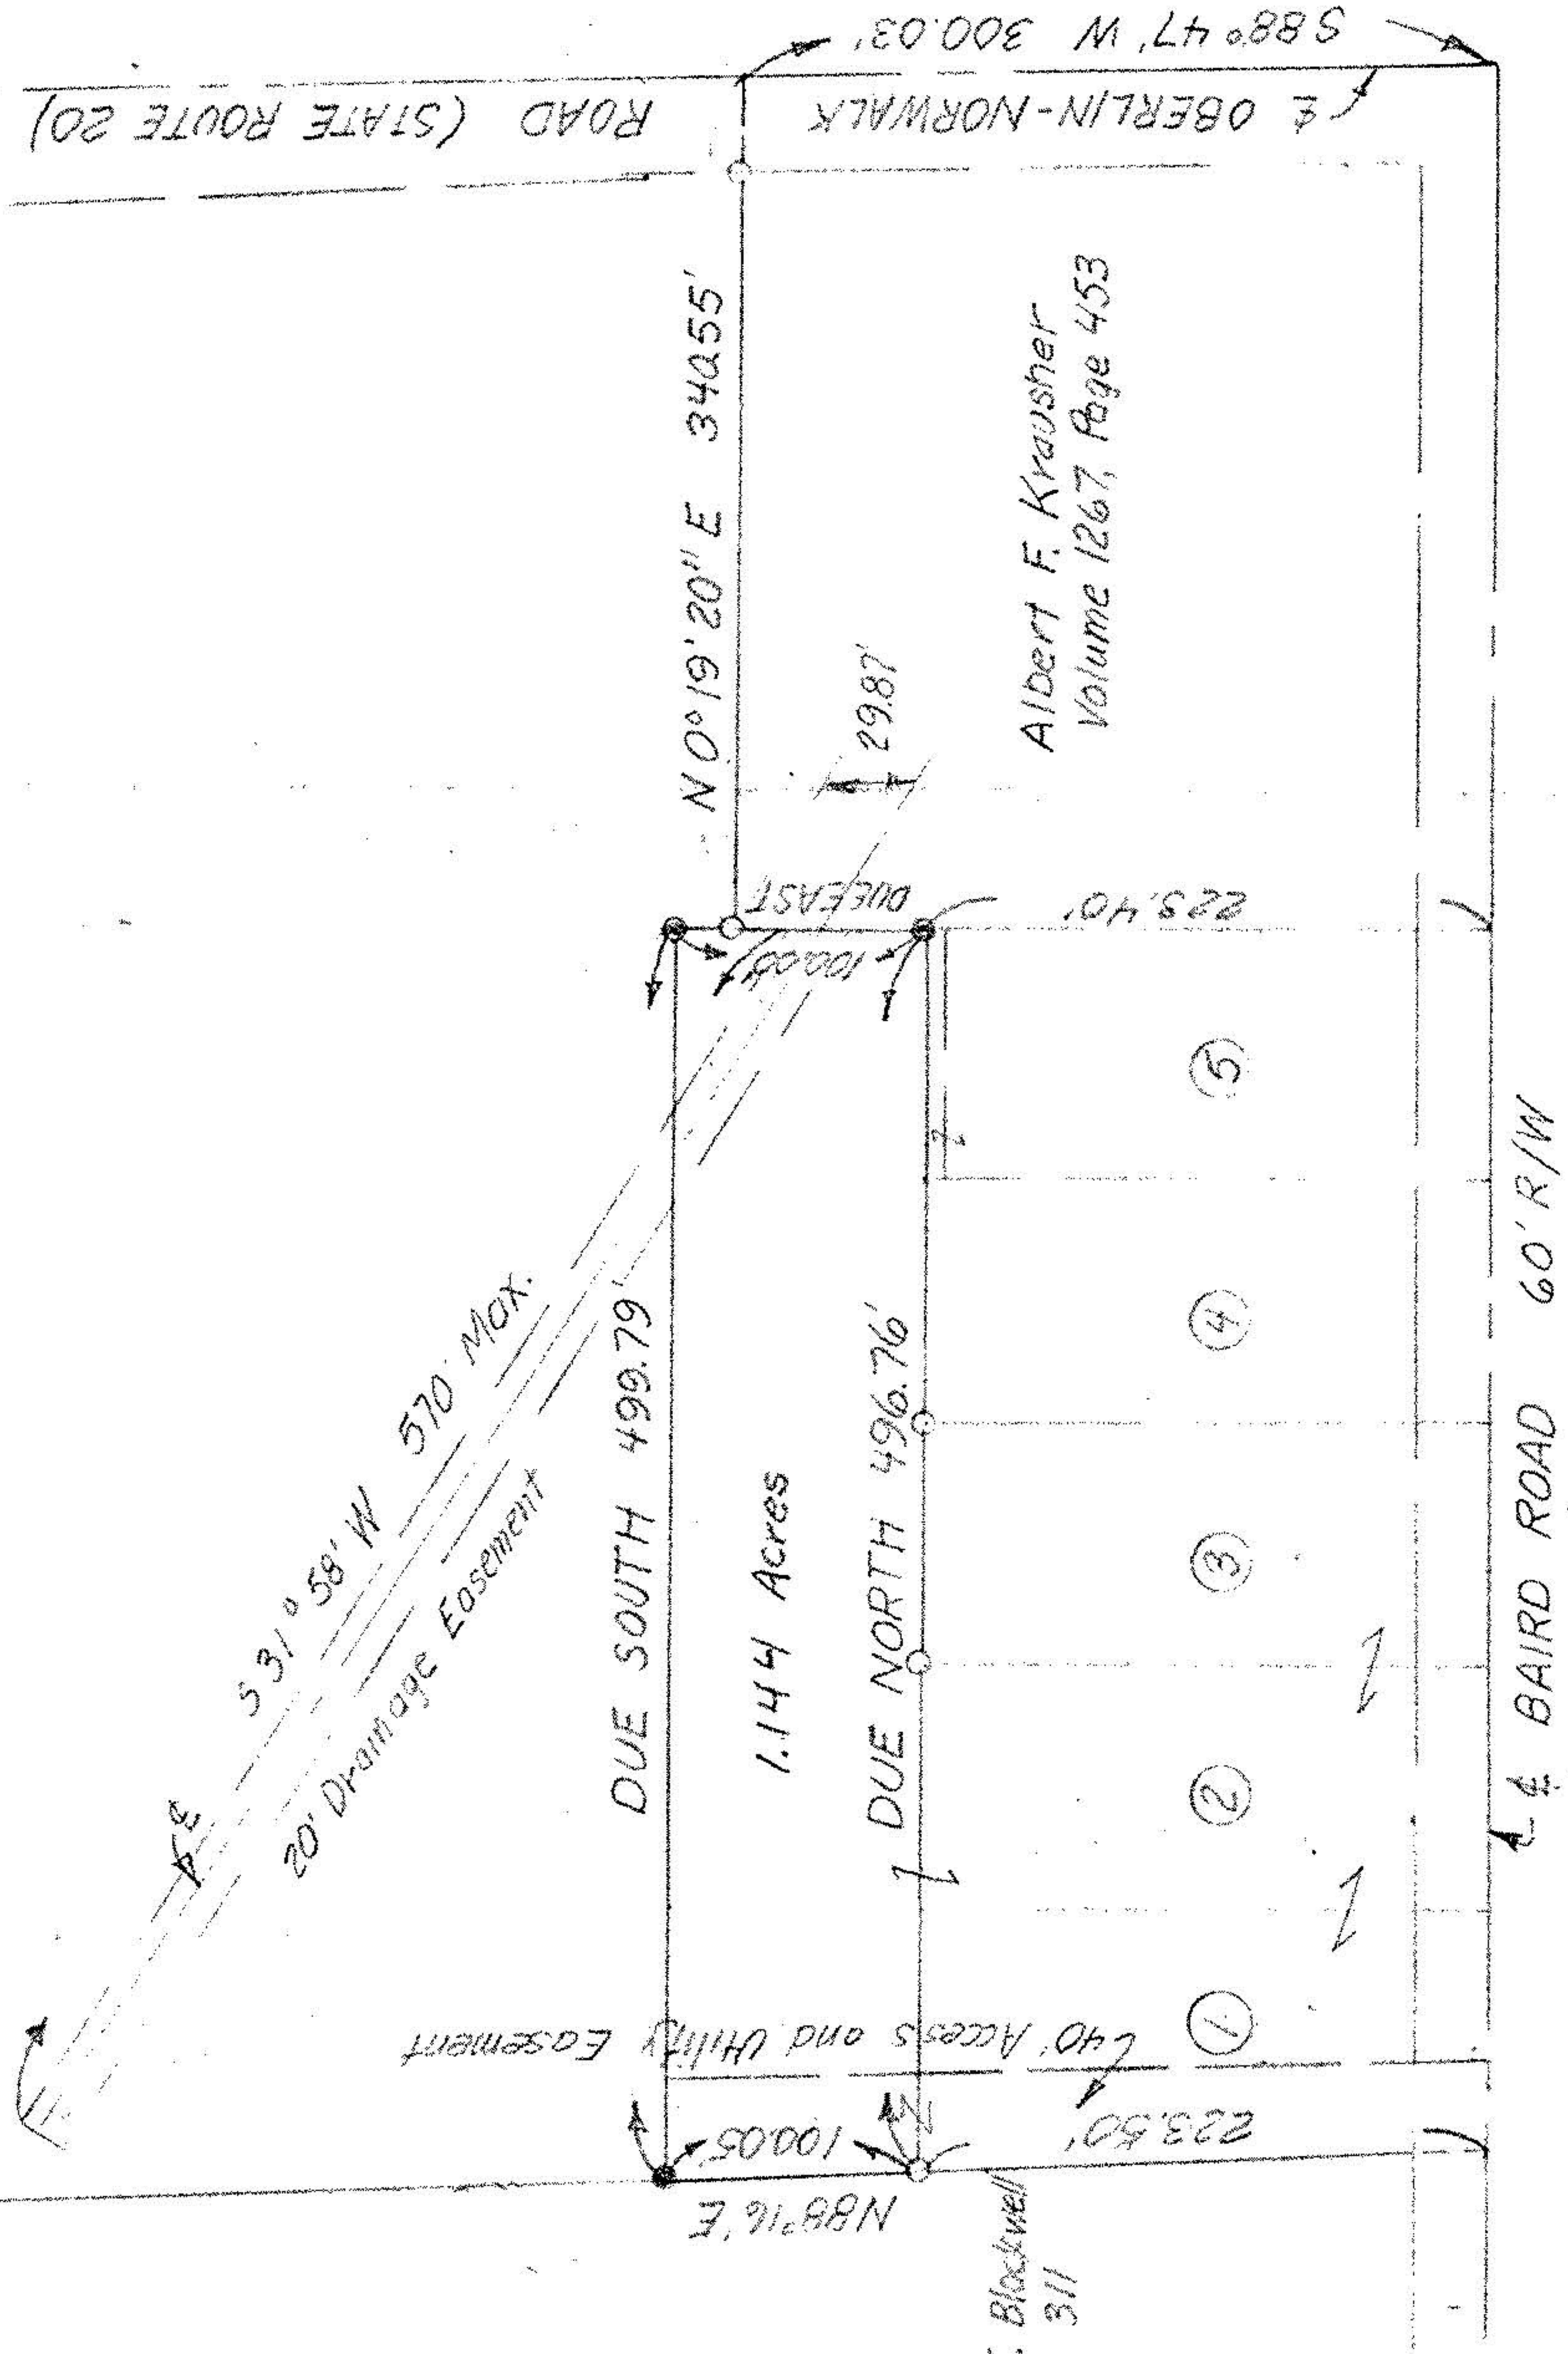 S 88° 47' W 300.03'
℄ OBERLIN-NORWALK ROAD (STATE ROUTE 20)
N 0° 19' 20" E 340.55'
Albert F. Krausher
Volume 1267, Page 453
29.87'
DUE EAST
100.00'
223.40'
S 31° 58' W 570' Max.
℄
20' Drainage Easement
DUE SOUTH 499.79'
1.144 Acres
DUE NORTH 496.76'
5
4
3
2
1
40' Access and Utility Easement
100.05'
223.50'
N 88° 16' E
Blackwell
311
℄ BAIRD ROAD 60' R/W